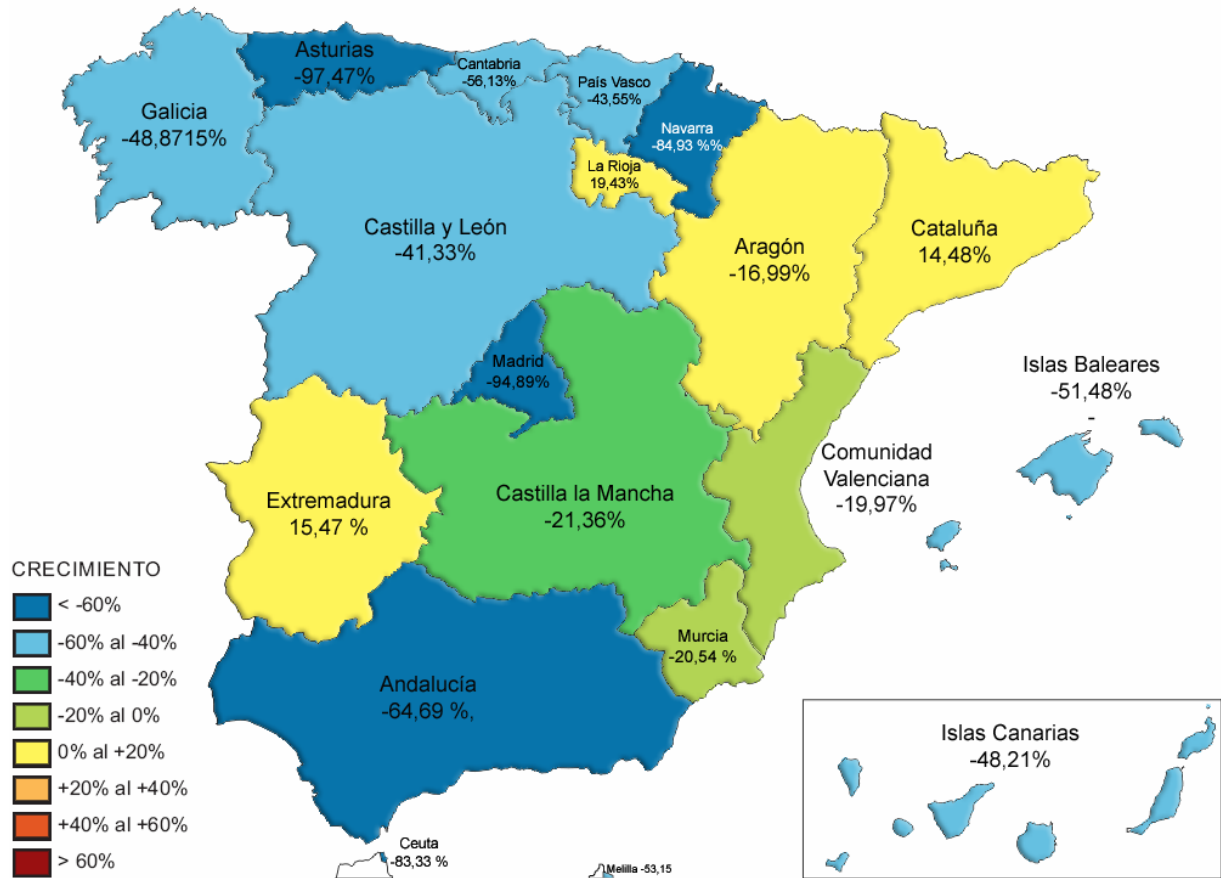 Asturias
-97,47%
Cantabria
-56,13%
País Vasco
-43,55%
Galicia
-48,8715%
Navarra
-84,93 %%
La Rioja
19,43%
Castilla y León
-41,33%
Aragón
-16,99%
Cataluña
14,48%
Madrid
-94,89%
Islas Baleares
-51,48%
-
Comunidad
Valenciana
-19,97%
Extremadura
15,47 %
Castilla la Mancha
-21,36%
Murcia
-20,54 %
Andalucía
-64,69 %,
Islas Canarias
-48,21%
Ceuta
-83,33 %
Melilla -53,15
CRECIMIENTO
< -60%
-60% al -40%
-40% al -20%
-20% al 0%
0% al +20%
+20% al +40%
+40% al +60%
> 60%